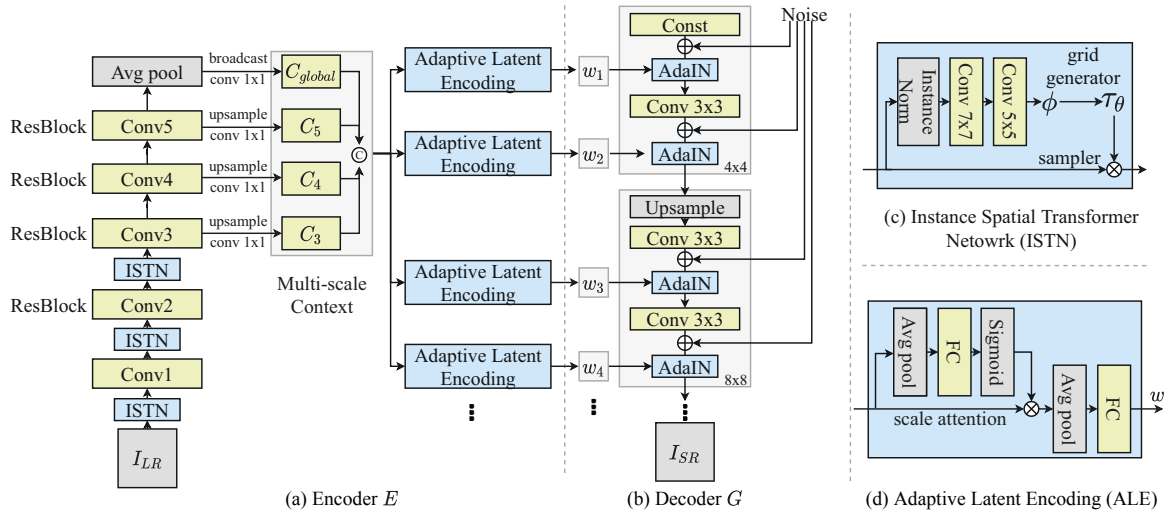 Avg pool
broadcast
conv 1x1
C_global
ResBlock
Conv5
upsample
conv 1x1
C_5
ResBlock
Conv4
upsample
conv 1x1
C_4
ResBlock
Conv3
upsample
conv 1x1
C_3
C
ISTN
Multi-scale
Context
ResBlock
Conv2
ISTN
Conv1
ISTN
I_LR
Adaptive Latent
Encoding
Adaptive Latent
Encoding
Adaptive Latent
Encoding
Adaptive Latent
Encoding
(a) Encoder E
w_1
w_2
w_3
w_4
Noise
Const
AdaIN
Conv 3x3
AdaIN
4x4
Upsample
Conv 3x3
AdaIN
Conv 3x3
AdaIN
8x8
I_SR
(b) Decoder G
Instance
Norm
Conv 7x7
Conv 5x5
ϕ
grid
generator
τ_θ
sampler
(c) Instance Spatial Transformer
Netowrk (ISTN)
Avg pool
FC
Sigmoid
scale attention
Avg pool
FC
w
(d) Adaptive Latent Encoding (ALE)